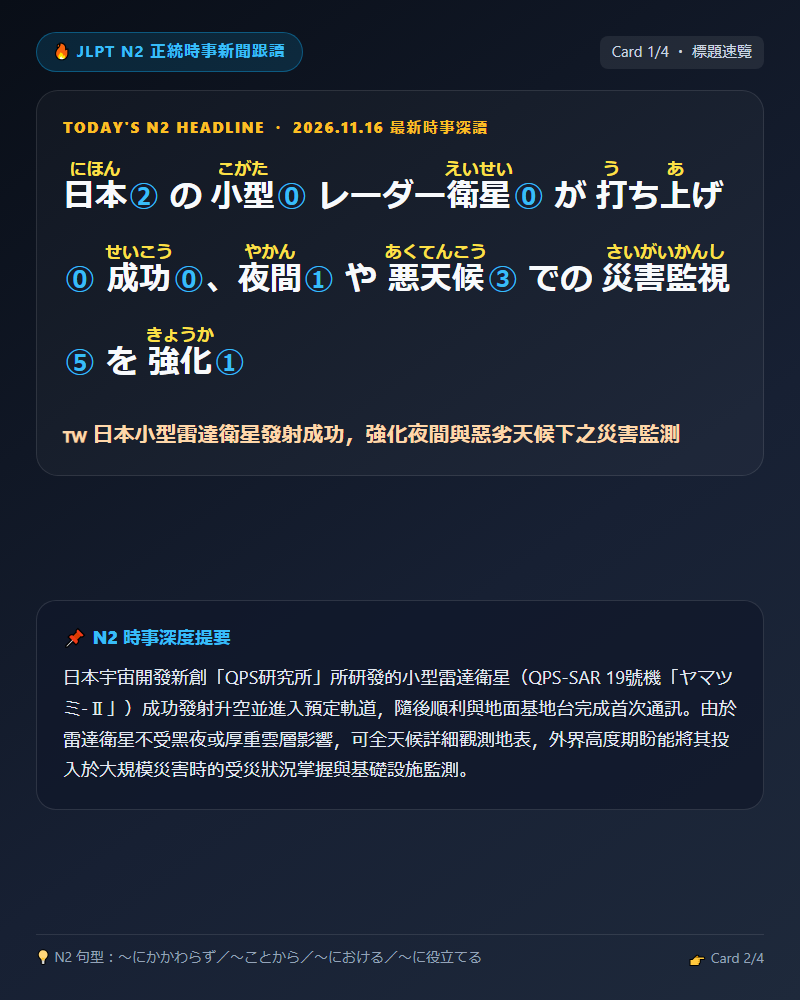 🔥 JLPT N2 正統時事新聞跟讀
Card 1/4 · 標題速覽
TODAY'S N2 HEADLINE · 2026.11.16 最新時事深讀
にほん こがた えいせい う あ
日本② の 小型⓪ レーダー衛星⓪ が 打ち上げ
せいこう やかん あくてんこう さいがいかんし
⓪ 成功⓪、夜間① や 悪天候③ での 災害監視
きょうか
⑤ を 強化①
TW 日本小型雷達衛星發射成功，強化夜間與惡劣天候下之災害監測
📌 N2 時事深度提要
日本宇宙開發新創「QPS研究所」所研發的小型雷達衛星（QPS-SAR 19號機「ヤマツ
ミ-Ⅱ」）成功發射升空並進入預定軌道，隨後順利與地面基地台完成首次通訊。由於
雷達衛星不受黑夜或厚重雲層影響，可全天候詳細觀測地表，外界高度期盼能將其投
入於大規模災害時的受災狀況掌握與基礎設施監測。
💡 N2 句型：～にかかわらず／～ことから／～における／～に役立てる
👉 Card 2/4